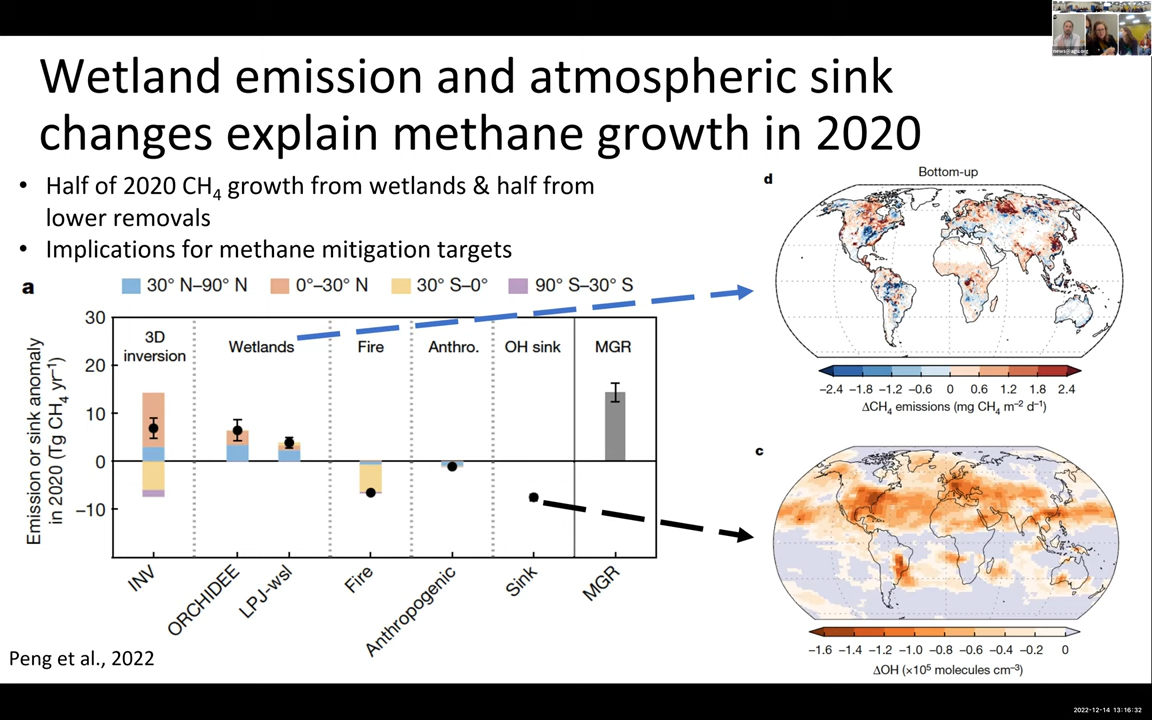 Wetland emission and atmospheric sink
changes explain methane growth in 2020
• Half of 2020 CH4 growth from wetlands & half from
lower removals
• Implications for methane mitigation targets
a
30° N–90° N 0°–30° N 30° S–0° 90° S–30° S
Emission or sink anomaly
in 2020 (Tg CH4 yr–1)
30
20
10
0
–10
3D
inversion
Wetlands
Fire
Anthro.
OH sink
MGR
INV
ORCHIDEE
LPJ-wsl
Fire
Anthropogenic
Sink
MGR
Peng et al., 2022
d
Bottom-up
–2.4 –1.8 –1.2 –0.6 0 0.6 1.2 1.8 2.4
ΔCH4 emissions (mg CH4 m–2 d–1)
c
–1.6 –1.4 –1.2 –1.0 –0.8 –0.6 –0.4 –0.2 0
ΔOH (×10⁵ molecules cm–3)
news@agu.org
2022-12-14 13:16:32